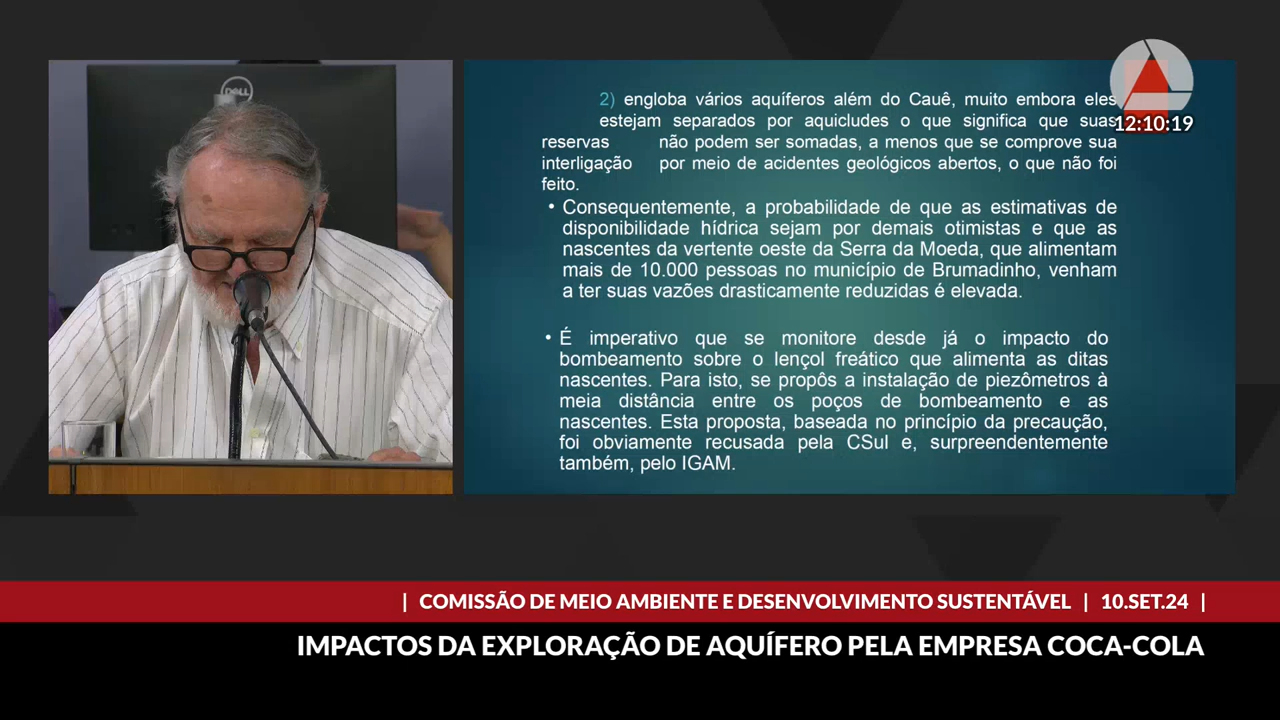 DELL
2) engloba vários aquíferos além do Cauê, muito embora eles
estejam separados por aquicludes o que significa que suas
reservas não podem ser somadas, a menos que se comprove sua
interligação por meio de acidentes geológicos abertos, o que não foi
feito.
• Consequentemente, a probabilidade de que as estimativas de
disponibilidade hídrica sejam por demais otimistas e que as
nascentes da vertente oeste da Serra da Moeda, que alimentam
mais de 10.000 pessoas no município de Brumadinho, venham
a ter suas vazões drasticamente reduzidas é elevada.
• É imperativo que se monitore desde já o impacto do
bombeamento sobre o lençol freático que alimenta as ditas
nascentes. Para isto, se propôs a instalação de piezômetros à
meia distância entre os poços de bombeamento e as
nascentes. Esta proposta, baseada no princípio da precaução,
foi obviamente recusada pela CSul e, surpreendentemente
também, pelo IGAM.
12:10:19
| COMISSÃO DE MEIO AMBIENTE E DESENVOLVIMENTO SUSTENTÁVEL | 10.SET.24 |
IMPACTOS DA EXPLORAÇÃO DE AQUÍFERO PELA EMPRESA COCA-COLA